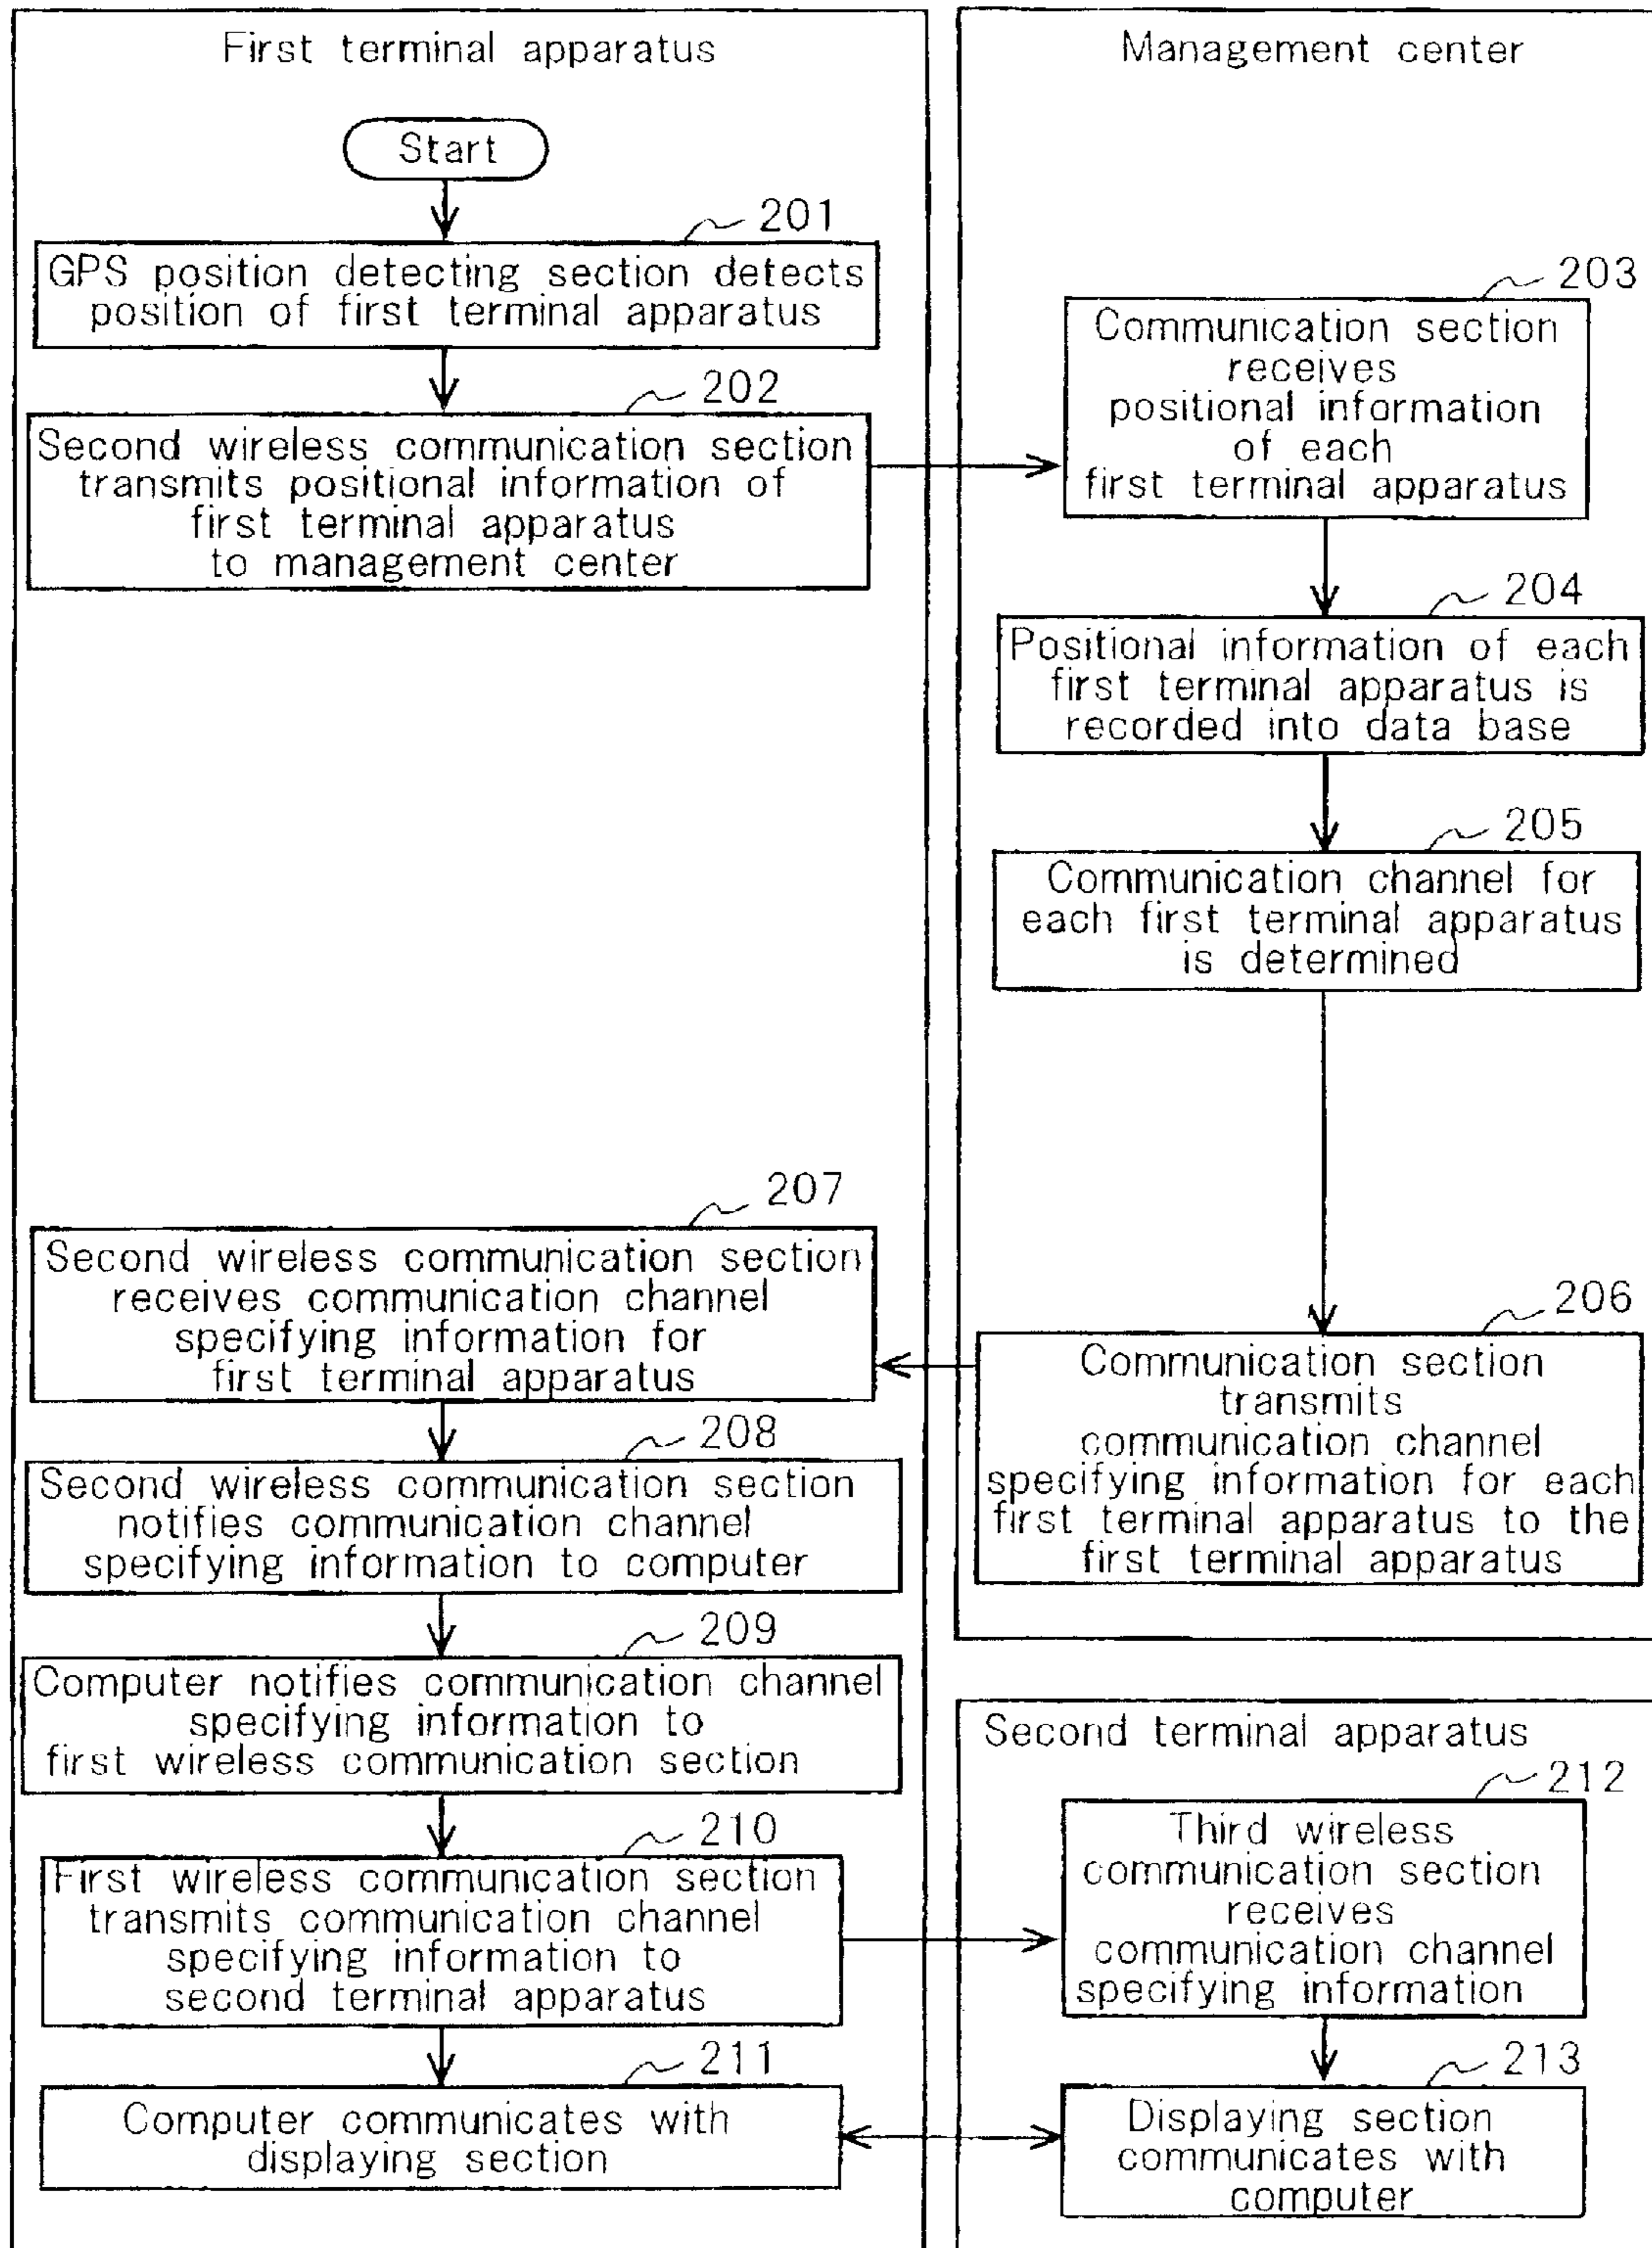 First terminal apparatus
Start
201
GPS position detecting section detects
position of first terminal apparatus
202
Second wireless communication section
transmits positional information of
first terminal apparatus
to management center
207
Second wireless communication section
receives communication channel
specifying information for
first terminal apparatus
208
Second wireless communication section
notifies communication channel
specifying information to computer
209
Computer notifies communication channel
specifying information to
first wireless communication section
210
First wireless communication section
transmits communication channel
specifying information to
second terminal apparatus
211
Computer communicates with
displaying section
Management center
203
Communication section
receives
positional information
of each
first terminal apparatus
204
Positional information of each
first terminal apparatus is
recorded into data base
205
Communication channel for
each first terminal apparatus
is determined
206
Communication section
transmits
communication channel
specifying information for each
first terminal apparatus to the
first terminal apparatus
Second terminal apparatus
212
Third wireless
communication section
receives
communication channel
specifying information
213
Displaying section
communicates with
computer